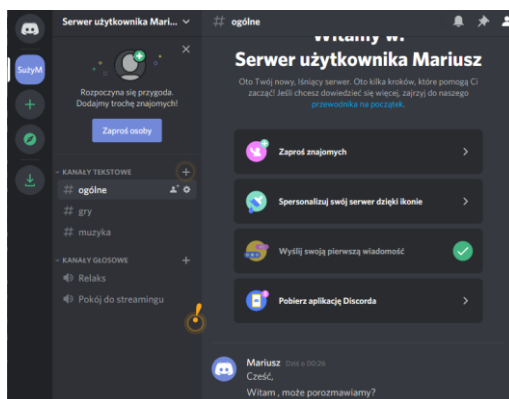 Serwer użytkownika Mari...
ogólne
SużyM
Rozpoczyna się przygoda.
Dodajmy trochę znajomych!
Zaproś osoby
KANAŁY TEKSTOWE
ogólne
gry
muzyka
KANAŁY GŁOSOWE
Relaks
Pokój do streamingu
Witamy w:
Serwer użytkownika Mariusz
Oto Twój nowy, lśniący serwer. Oto kilka kroków, które pomogą Ci
zacząć! Jeśli chcesz dowiedzieć się więcej, zajrzyj do naszego
przewodnika na początek.
Zaproś znajomych
Spersonalizuj swój serwer dzięki ikonie
Wyślij swoją pierwszą wiadomość
Pobierz aplikację Discorda
Mariusz Dziś o 00:26
Cześć,
Witam , może porozmawiamy?